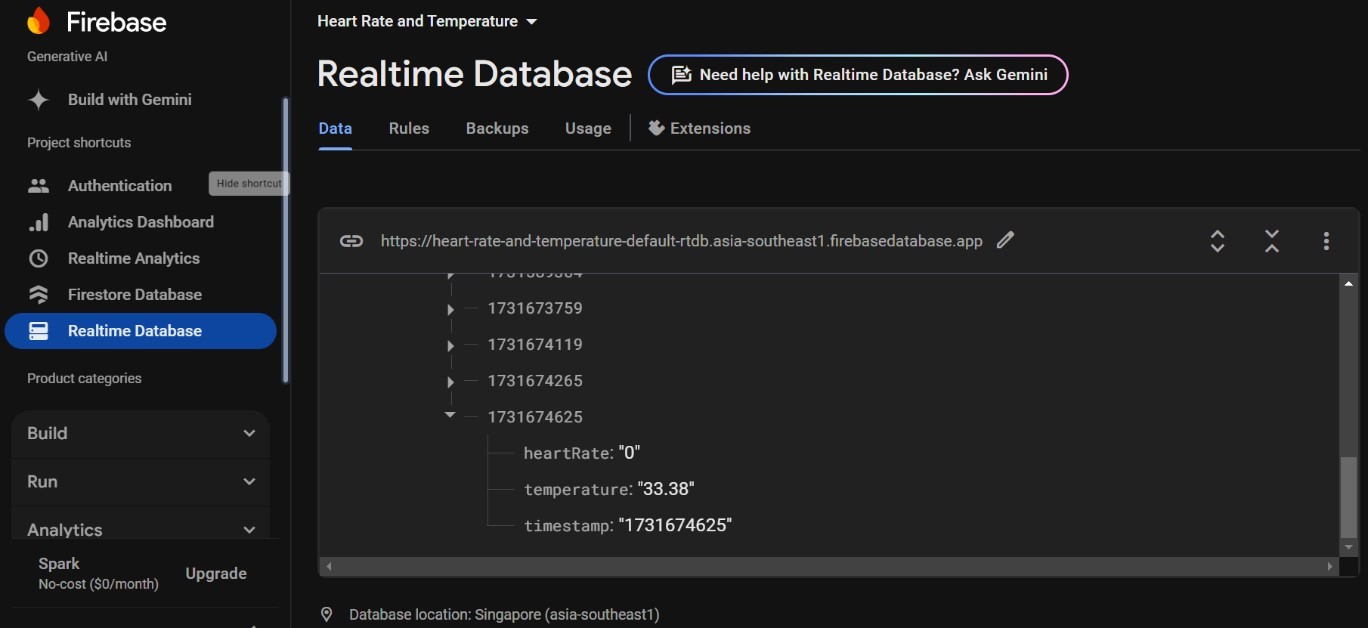 Firebase
Generative AI
Build with Gemini
Project shortcuts
Authentication
Hide shortcut
Analytics Dashboard
Realtime Analytics
Firestore Database
Realtime Database
Product categories
Build
Run
Analytics
Spark
No-cost ($0/month)
Upgrade
Heart Rate and Temperature
Realtime Database
Need help with Realtime Database? Ask Gemini
Data Rules Backups Usage Extensions
https://heart-rate-and-temperature-default-rtdb.asia-southeast1.firebasedatabase.app
1731673759
1731674119
1731674265
1731674625
heartRate: "0"
temperature: "33.38"
timestamp: "1731674625"
Database location: Singapore (asia-southeast1)